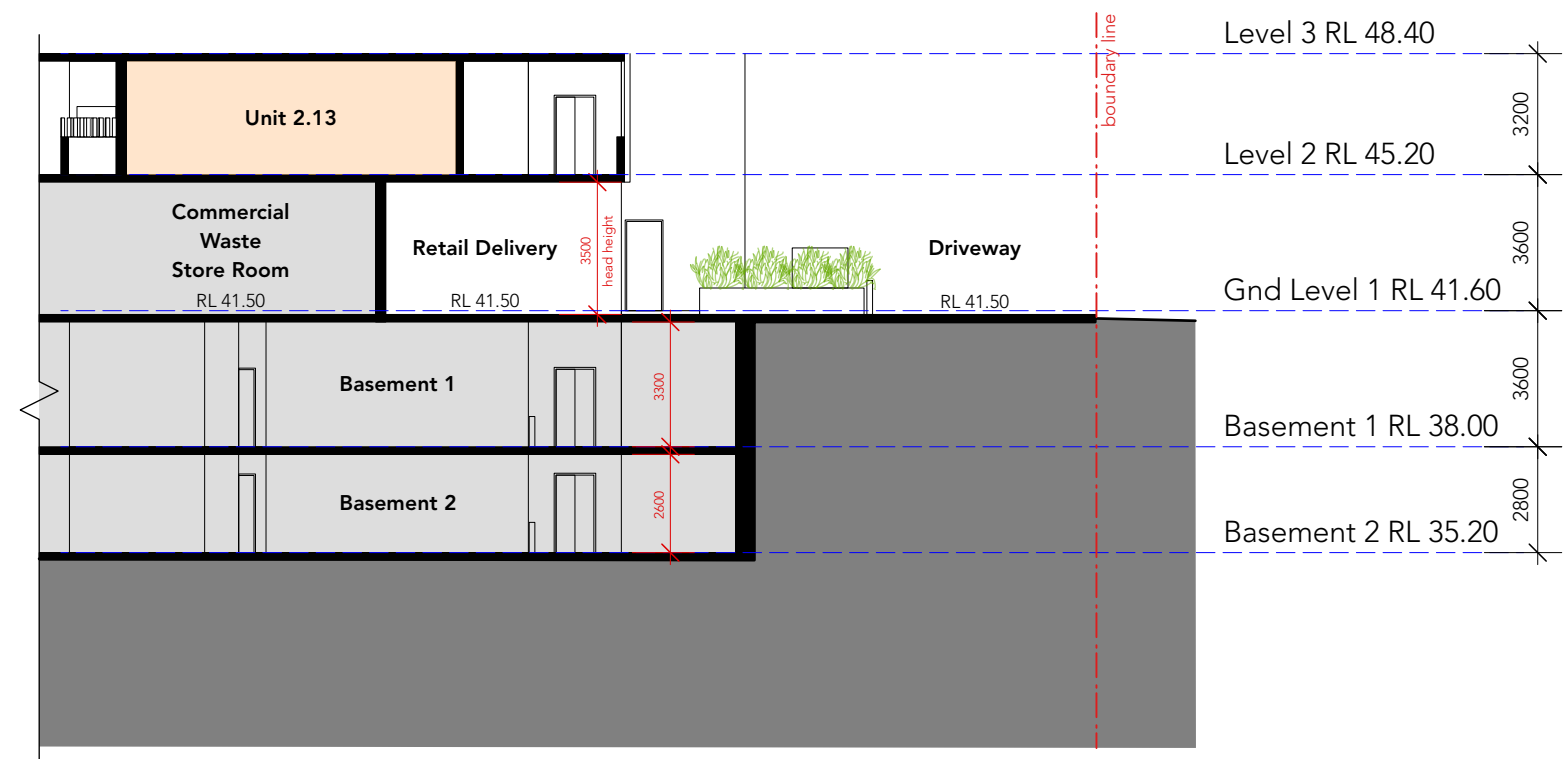 Level 3 RL 48.40
boundary line
3200
Unit 2.13
Level 2 RL 45.20
Commercial
Waste
Store Room
RL 41.50
Retail Delivery
RL 41.50
3500
head height
Driveway
RL 41.50
3600
Gnd Level 1 RL 41.60
Basement 1
3300
3600
Basement 1 RL 38.00
Basement 2
2600
2800
Basement 2 RL 35.20